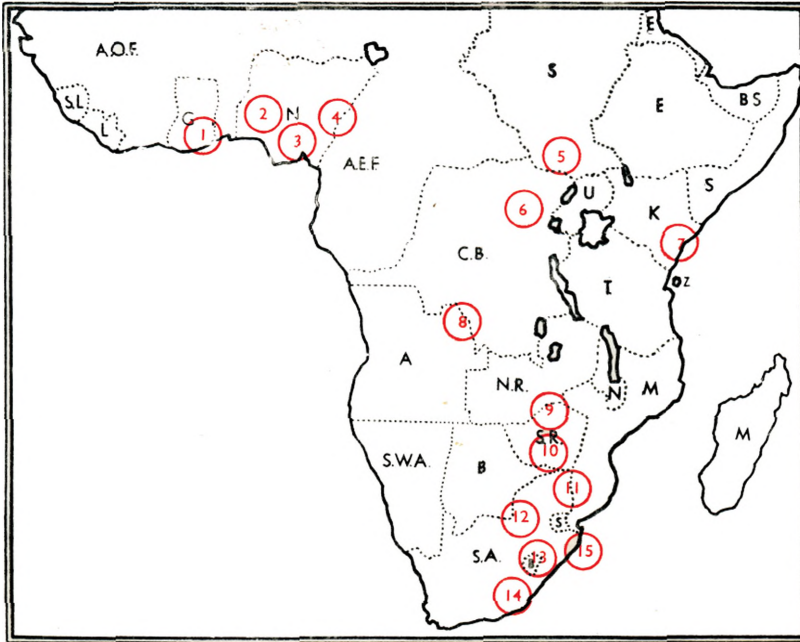 E
A.O.F.
S
S.L
E
BS
2
N
4
G
L
1
3
5
A.E.F.
U
S
6
K
7
C.B.
T
Z
8
A
N.R.
N
M
9
S.R.
M
10
S.W.A.
B
11
12
S
S.A.
13
15
14